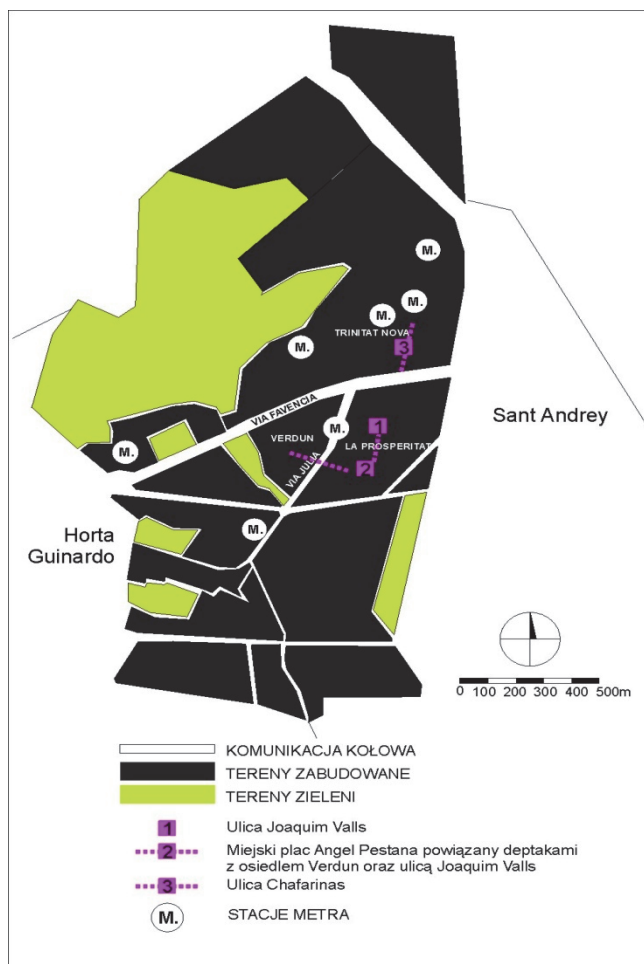 M.
M.
M.
TRINITAT NOVA
3
M.
VIA FAVENCIA
Sant Andrey
M.
1
VERDUN
LA PROSPERITAT
M.
2
VIA JULIA
M.
Horta
Guinardo
0 100 200 300 400 500m
KOMUNIKACJA KOŁOWA
TERENY ZABUDOWANE
TERENY ZIELENI
1 Ulica Joaquim Valls
2 Miejski plac Angel Pestana powiązany deptakami
z osiedlem Verdun oraz ulicą Joaquim Valls
3 Ulica Chafarinas
M. STACJE METRA